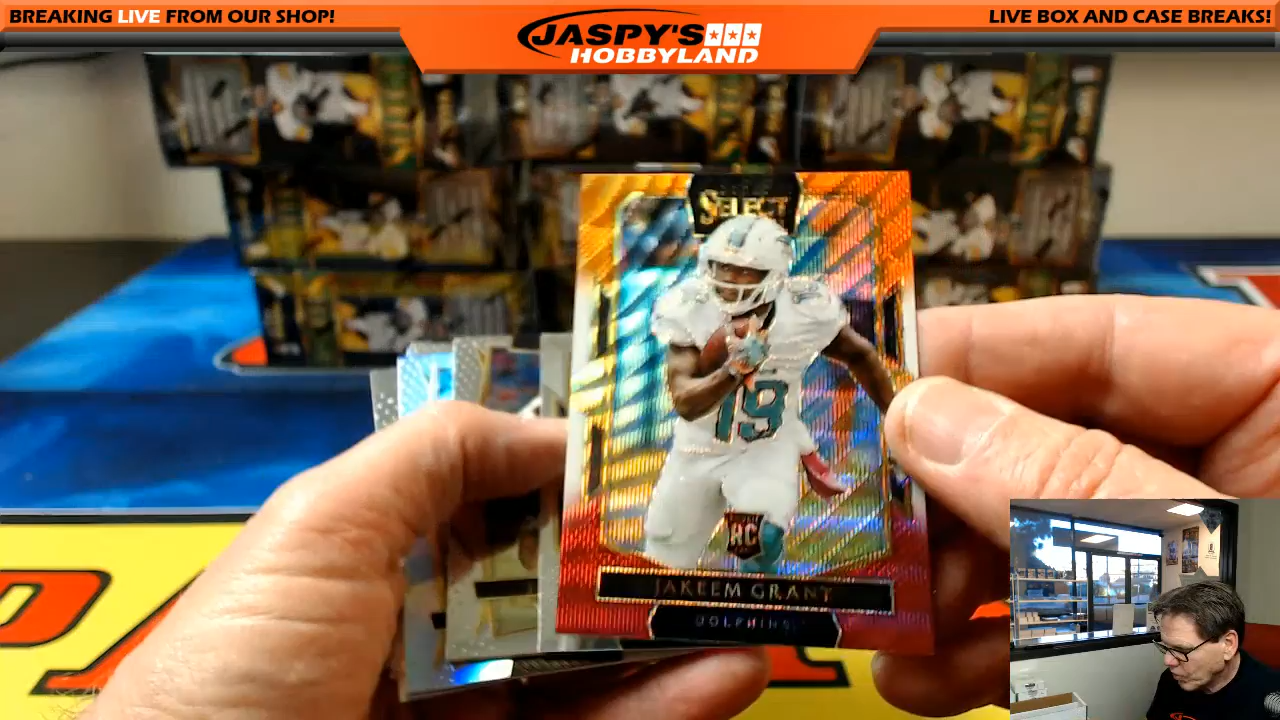 BREAKING LIVE FROM OUR SHOP!
JASPY'S
HOBBYLAND
LIVE BOX AND CASE BREAKS!
SELECT
19
RC
JAKEEM GRANT
DOLPHINS